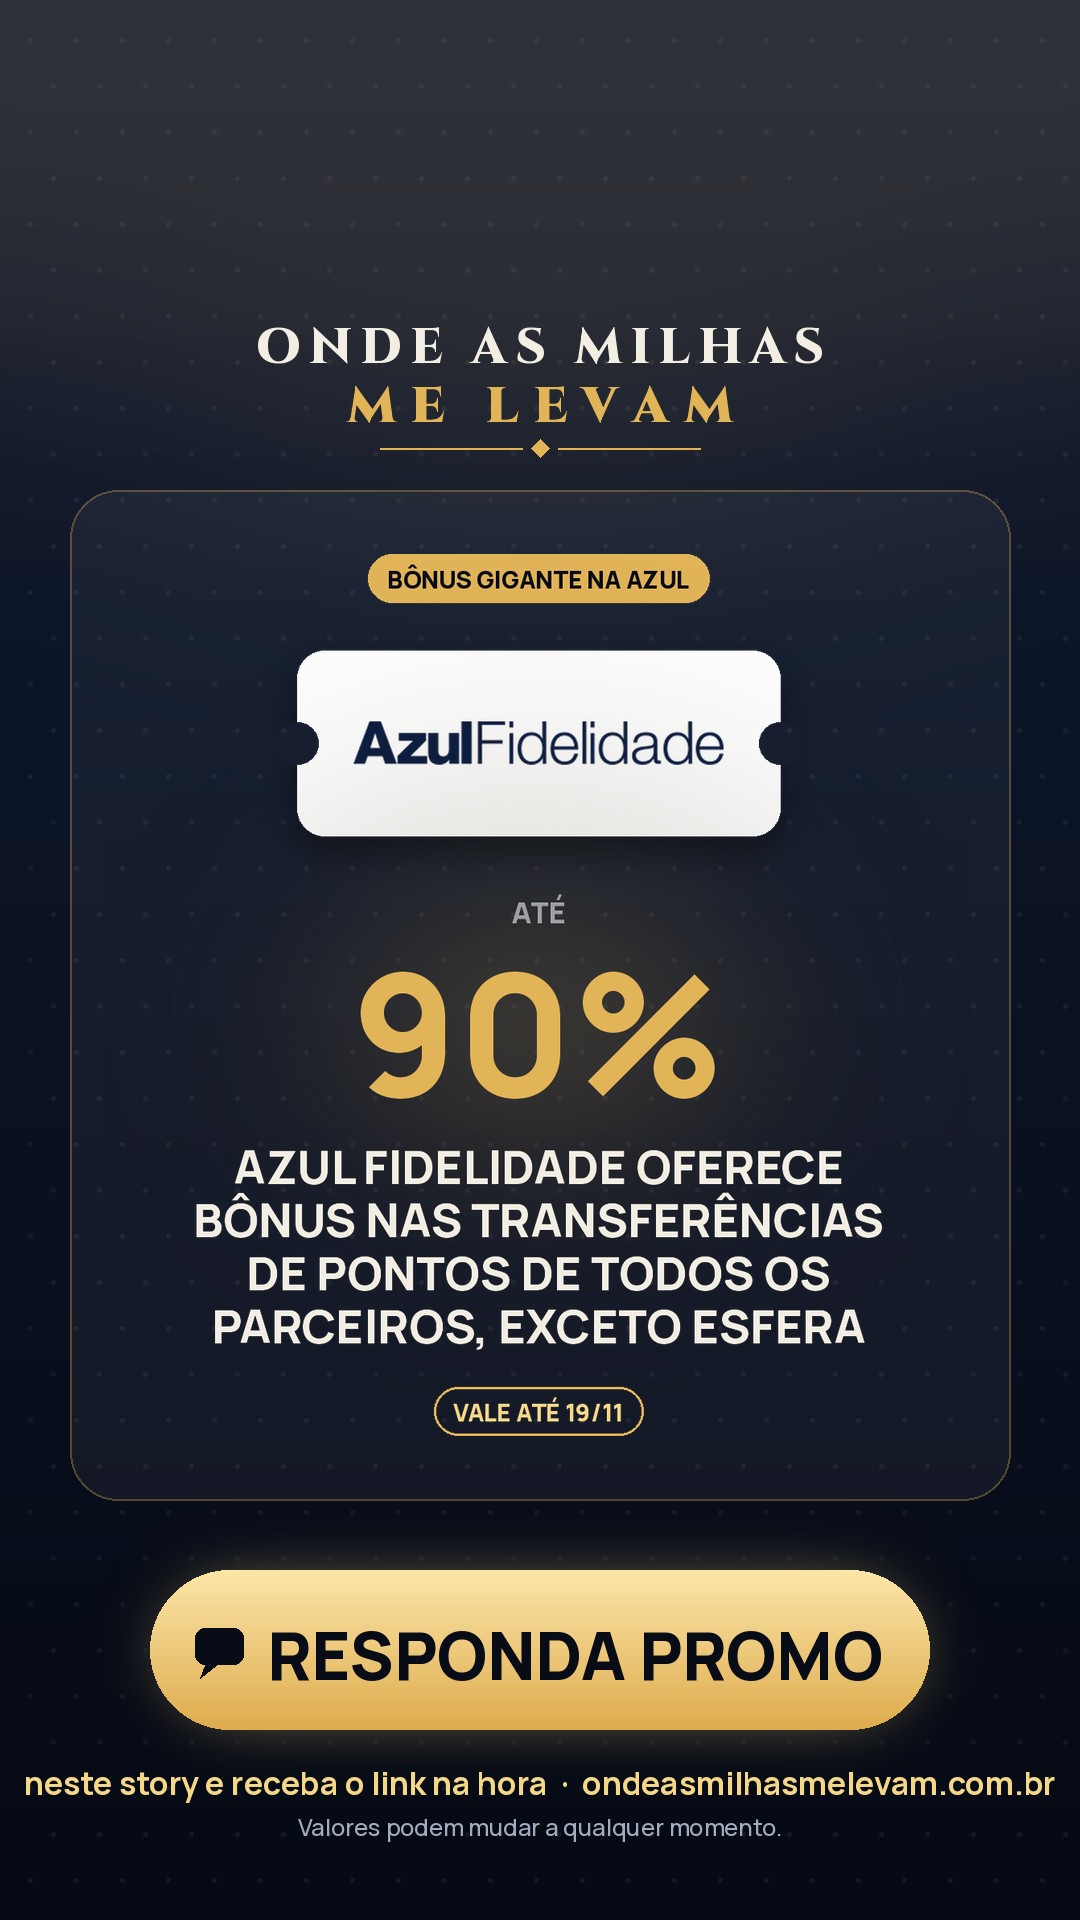 ONDE AS MILHAS
ME LEVAM
BÔNUS GIGANTE NA AZUL
AzulFidelidade
ATÉ
90%
AZUL FIDELIDADE OFERECE
BÔNUS NAS TRANSFERÊNCIAS
DE PONTOS DE TODOS OS
PARCEIROS, EXCETO ESFERA
VALE ATÉ 19/11
RESPONDA PROMO
neste story e receba o link na hora · ondeasmilhasmelevam.com.br
Valores podem mudar a qualquer momento.